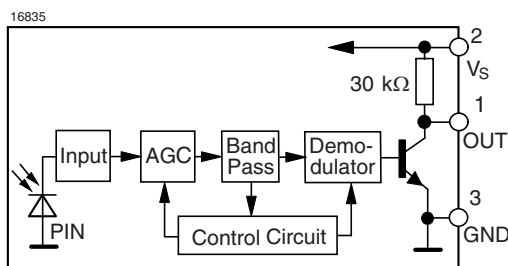 16835
2
V_S
30 kΩ
1
OUT
Input
AGC
Band
Pass
Demo-
dulator
3
GND
PIN
Control Circuit